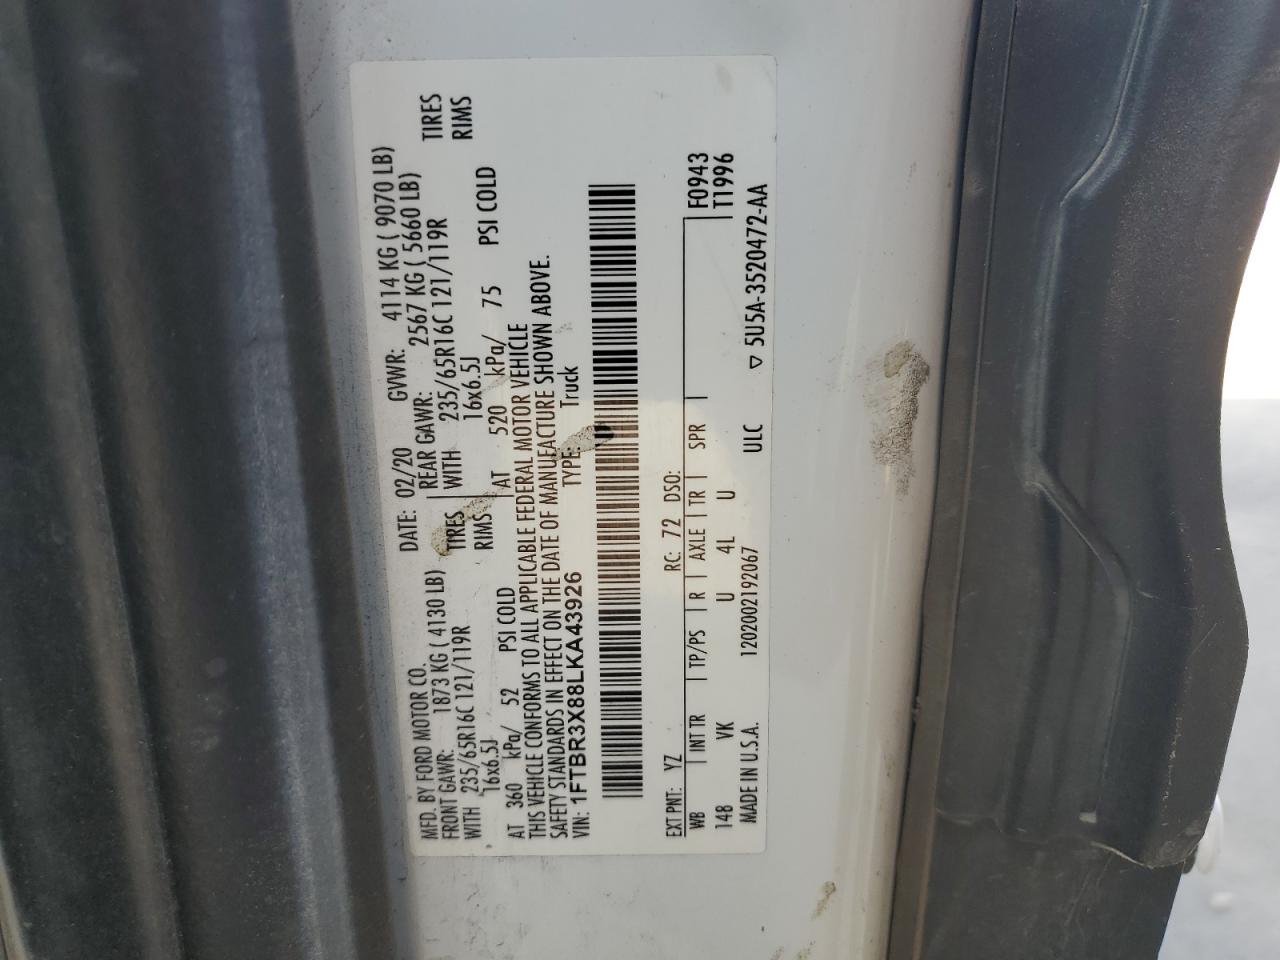 MFD. BY FORD MOTOR CO. DATE: 02/20 GVWR: 4114 KG ( 9070 LB)
FRONT GAWR: 1873 KG ( 4130 LB) REAR GAWR: 2567 KG ( 5660 LB)
WITH 235/65R16C 121/119R TIRES WITH 235/65R16C 121/119R TIRES
16x6.5J RIMS 16x6.5J RIMS
AT 360 kPa/ 52 PSI COLD AT 520 kPa/ 75 PSI COLD
THIS VEHICLE CONFORMS TO ALL APPLICABLE FEDERAL MOTOR VEHICLE
SAFETY STANDARDS IN EFFECT ON THE DATE OF MANUFACTURE SHOWN ABOVE.
VIN: 1FTBR3X88LKA43926 TYPE: Truck
EXT PNT: YZ RC: 72 DSO:
WB INT TR TP/PS R AXLE TR SPR F0943
148 VK U 4L U T1996
MADE IN U.S.A. 1202002192067 ULC ▽ 5U5A-3520472-AA